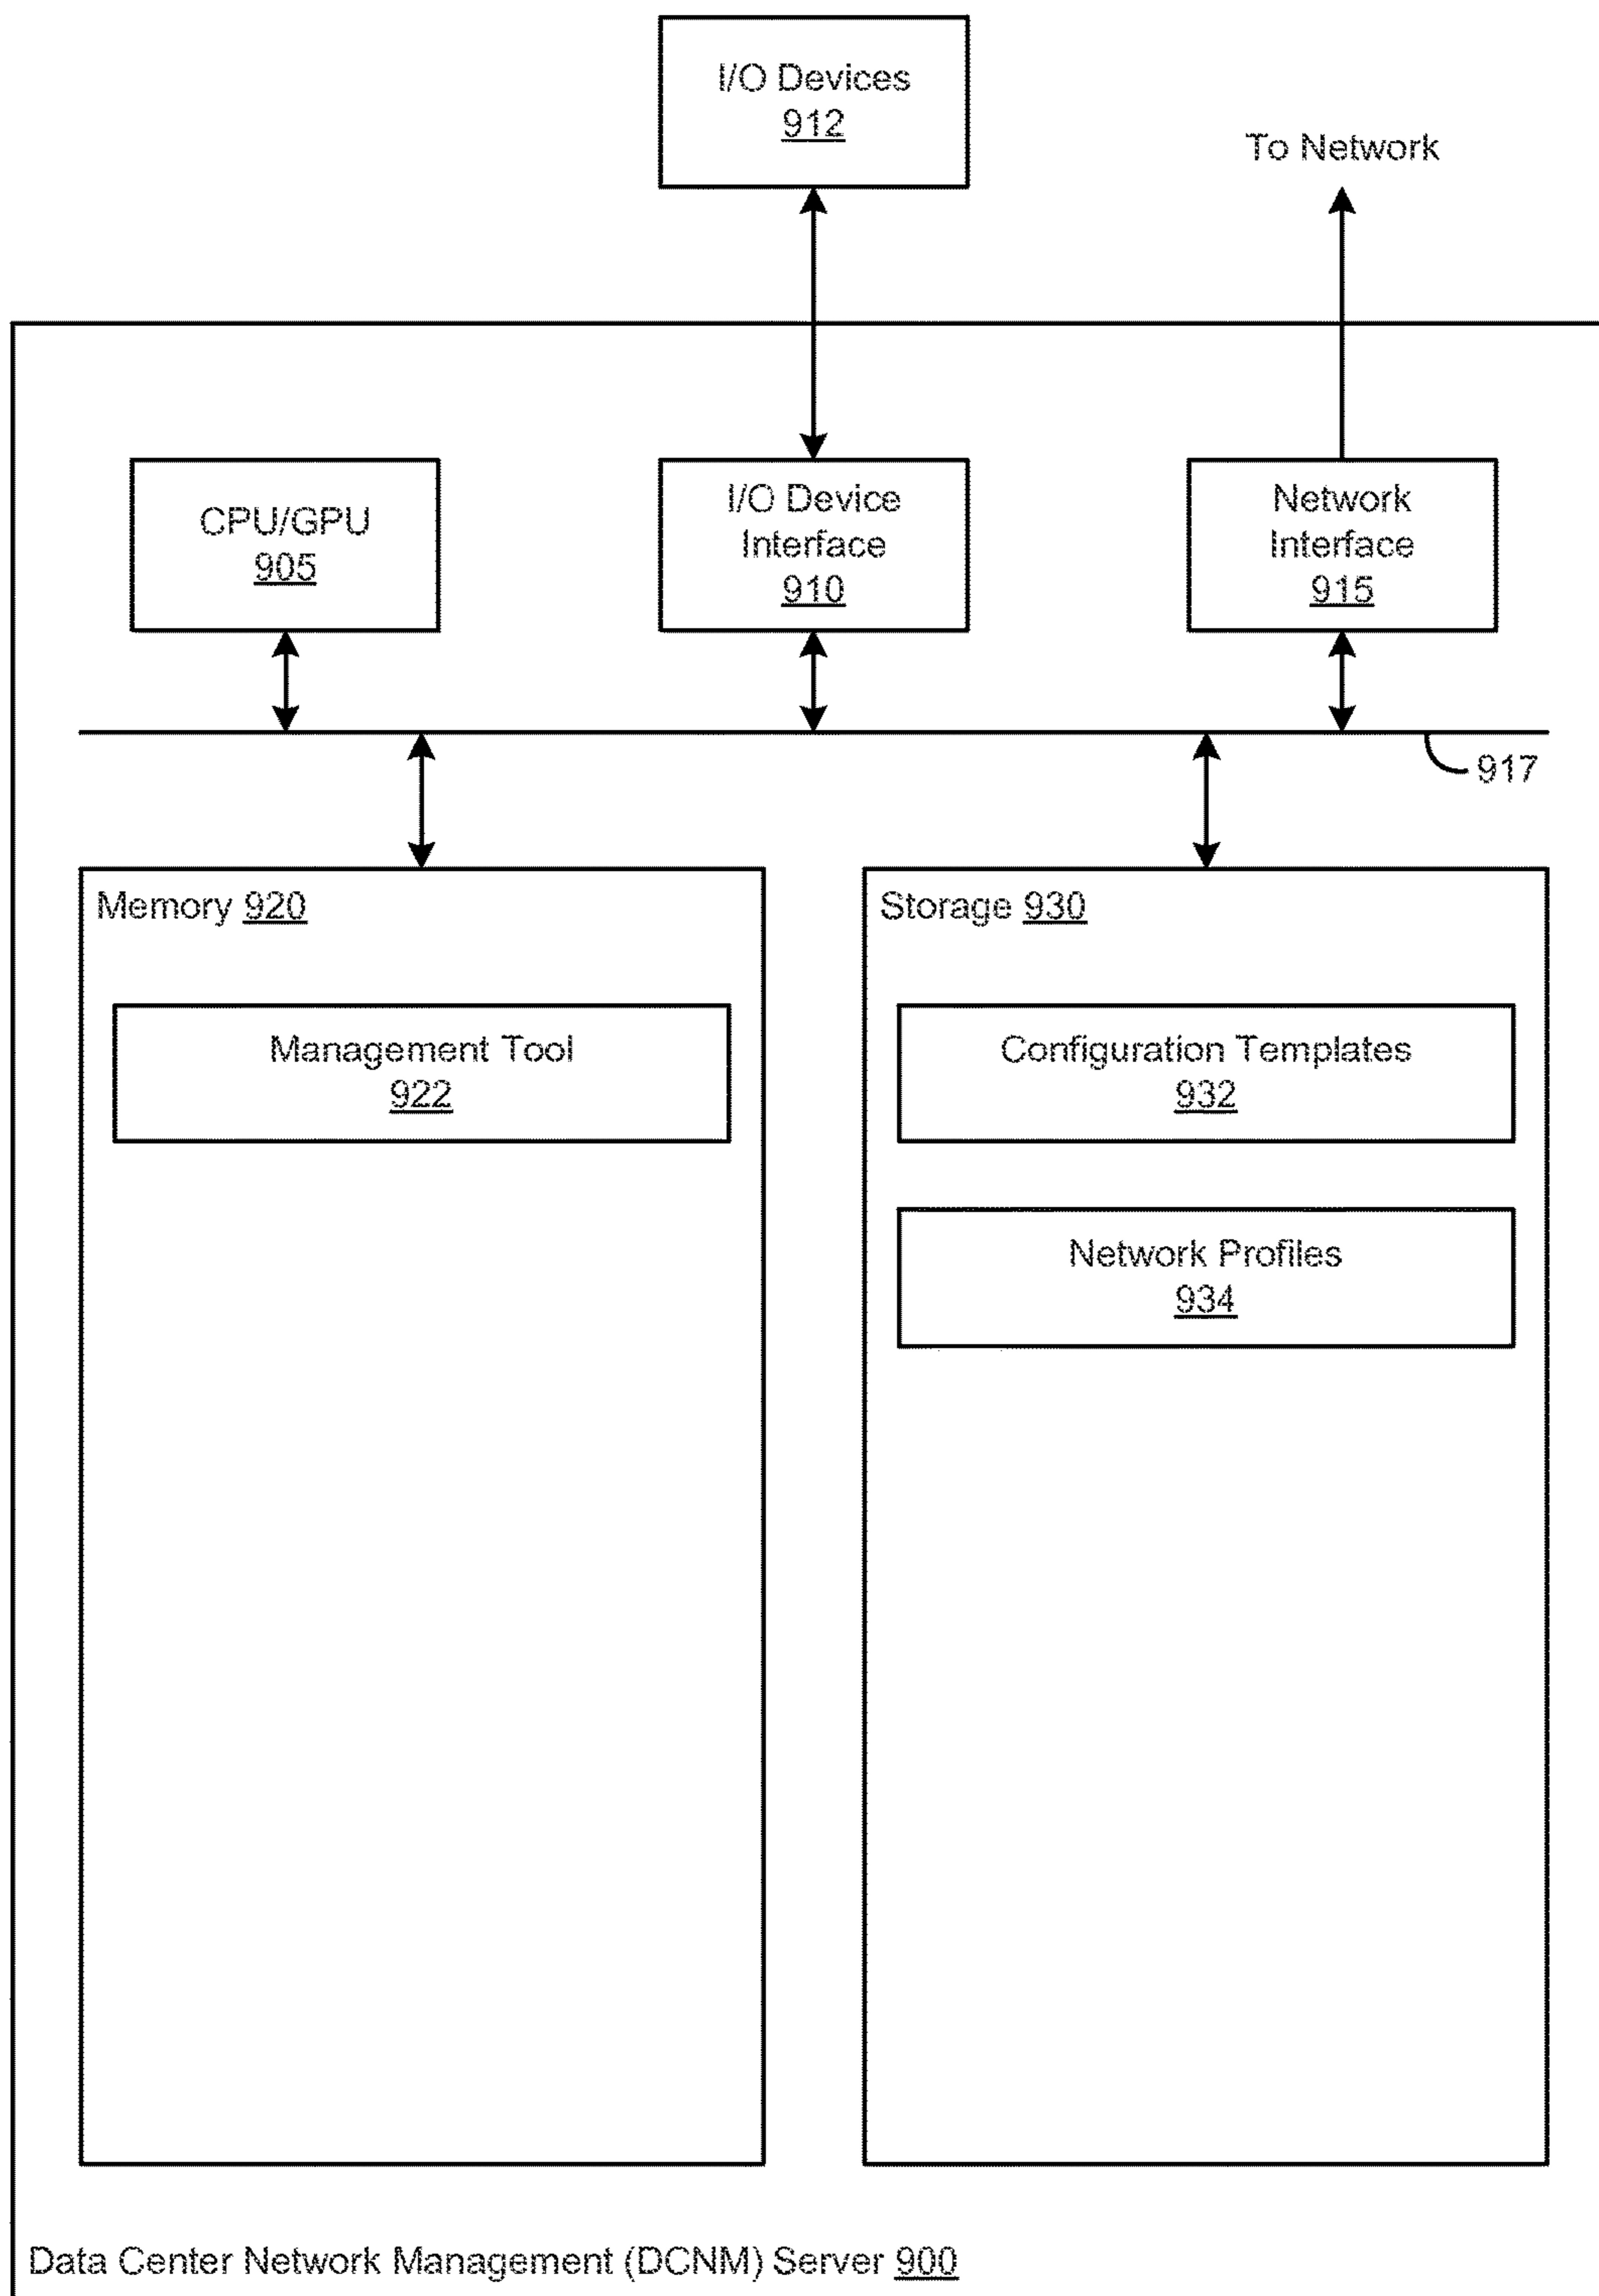 I/O Devices
912
To Network
CPU/GPU
905
I/O Device
Interface
910
Network
Interface
915
917
Memory 920
Management Tool
922
Storage 930
Configuration Templates
932
Network Profiles
934
Data Center Network Management (DCNM) Server 900